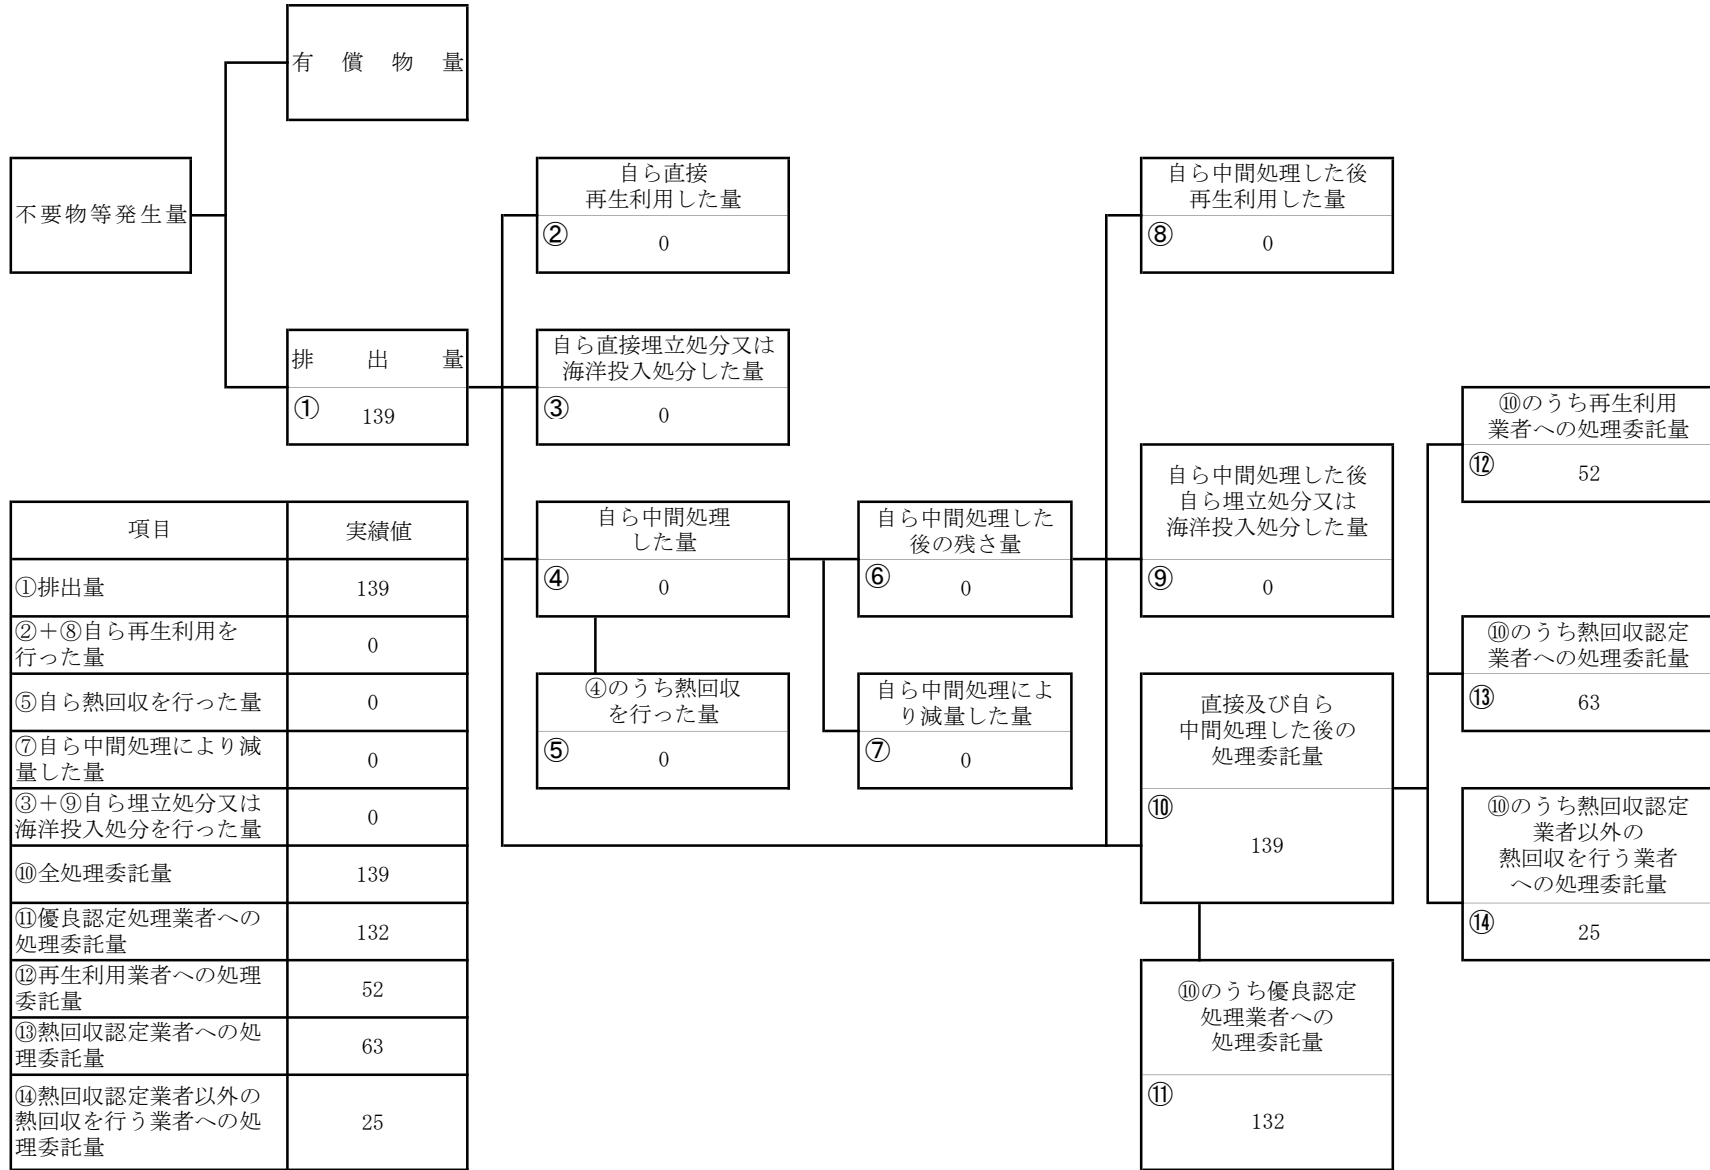 有償物量
不要物等発生量
排出量
① 139
自ら直接
再生利用した量
② 0
自ら直接埋立処分又は
海洋投入処分した量
③ 0
自ら中間処理
した量
④ 0
④のうち熱回収
を行った量
⑤ 0
自ら中間処理した
後の残さ量
⑥ 0
自ら中間処理によ
り減量した量
⑦ 0
自ら中間処理した後
再生利用した量
⑧ 0
自ら中間処理した後
自ら埋立処分又は
海洋投入処分した量
⑨ 0
直接及び自ら
中間処理した後の
処理委託量
⑩
139
⑩のうち優良認定
処理業者への
処理委託量
⑪
132
⑩のうち再生利用
業者への処理委託量
⑫ 52
⑩のうち熱回収認定
業者への処理委託量
⑬ 63
⑩のうち熱回収認定
業者以外の
熱回収を行う業者
への処理委託量
⑭ 25
項目 実績値
①排出量 139
②+⑧自ら再生利用を
行った量 0
⑤自ら熱回収を行った量 0
⑦自ら中間処理により減
量した量 0
③+⑨自ら埋立処分又は
海洋投入処分を行った量 0
⑩全処理委託量 139
⑪優良認定処理業者への
処理委託量 132
⑫再生利用業者への処理
委託量 52
⑬熱回収認定業者への処
理委託量 63
⑭熱回収認定業者以外の
熱回収を行う業者への処
理委託量 25